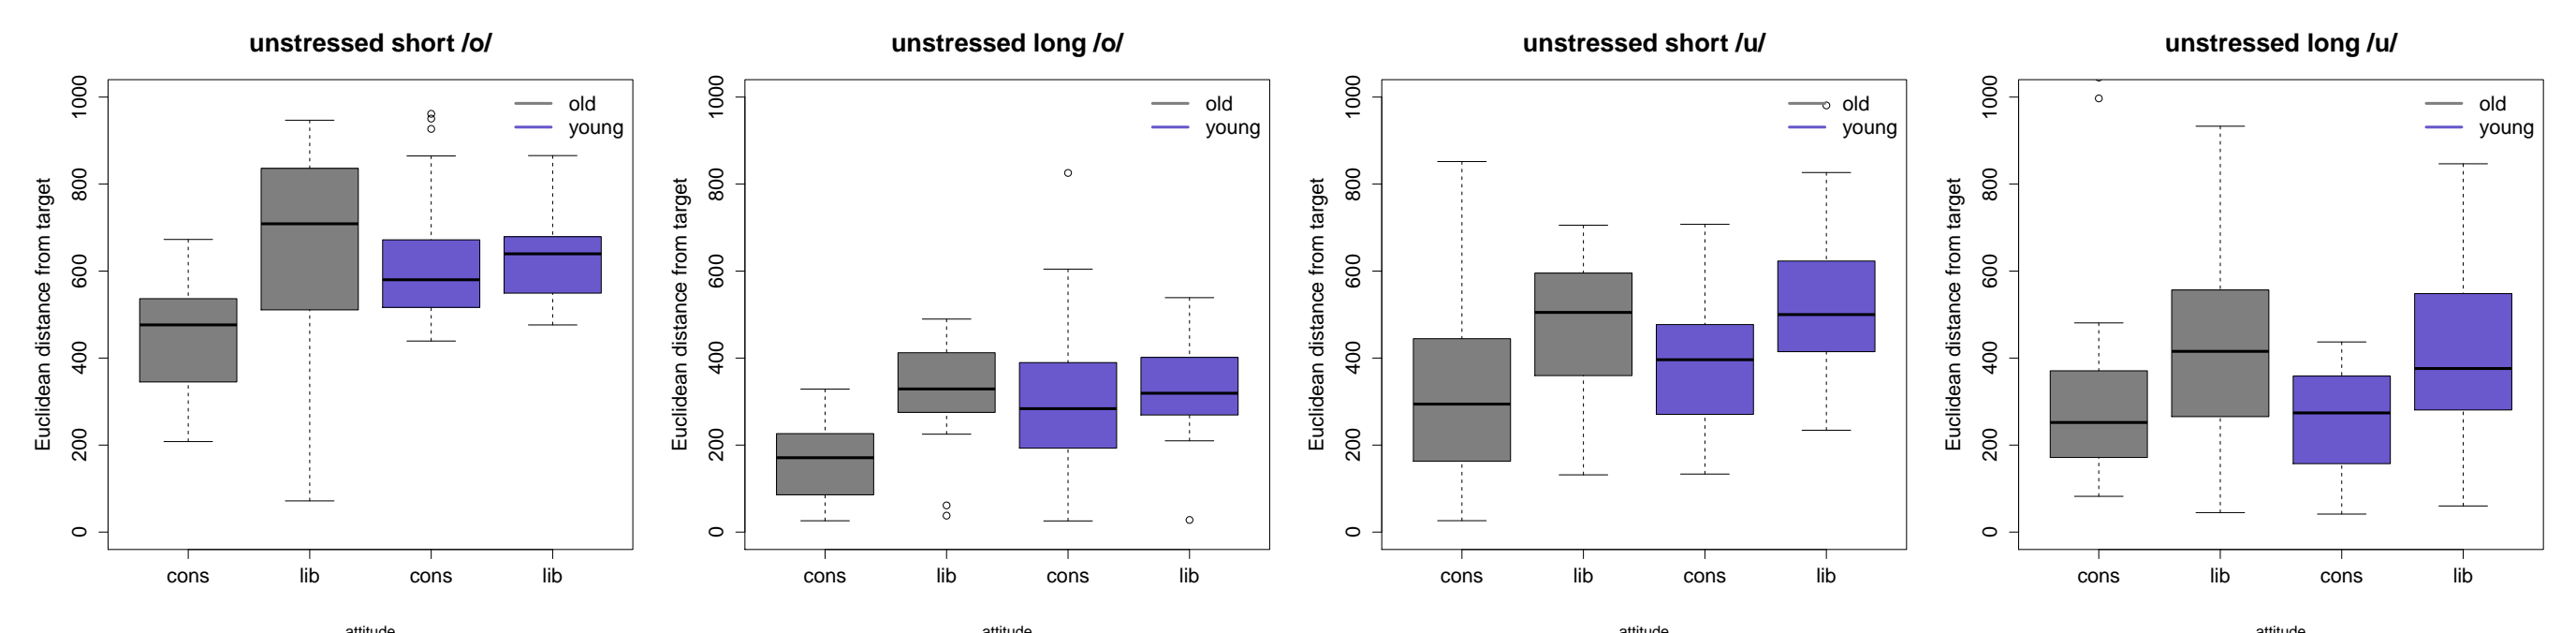 unstressed short /o/
Euclidean distance from target
1000
800
600
400
200
0
old
young
cons
lib
cons
lib
attitude
unstressed long /o/
Euclidean distance from target
1000
800
600
400
200
0
old
young
cons
lib
cons
lib
attitude
unstressed short /u/
Euclidean distance from target
1000
800
600
400
200
0
old
young
cons
lib
cons
lib
attitude
unstressed long /u/
Euclidean distance from target
1000
800
600
400
200
0
old
young
cons
lib
cons
lib
attitude